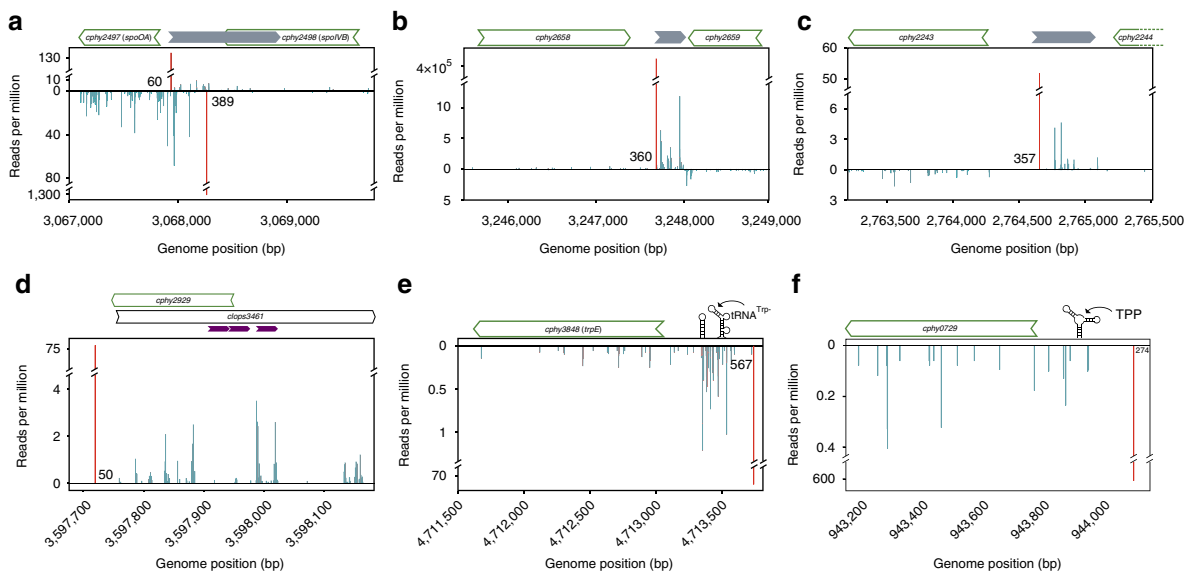 a
cphy2497 (spoOA)
cphy2498 (spoIVB)
130
10
0
40
80
1,300
60
389
Reads per million
3,067,000
3,068,000
3,069,000
Genome position (bp)
b
cphy2658
cphy2659
4×10⁵
10
5
0
5
360
Reads per million
3,246,000
3,247,000
3,248,000
3,249,000
Genome position (bp)
c
cphy2243
cphy2244
60
50
6
3
0
3
357
Reads per million
2,763,500
2,764,000
2,764,500
2,765,000
2,765,500
Genome position (bp)
d
cphy2929
clops3461
75
4
2
0
50
Reads per million
3,597,700
3,597,800
3,597,900
3,598,000
3,598,100
Genome position (bp)
e
cphy3848 (trpE)
tRNATrp-
0
0.5
1
70
567
Reads per million
4,711,500
4,712,000
4,712,500
4,713,000
4,713,500
Genome position (bp)
f
cphy0729
TPP
0
0.2
0.4
600
274
Reads per million
943,200
943,400
943,600
943,800
944,000
Genome position (bp)